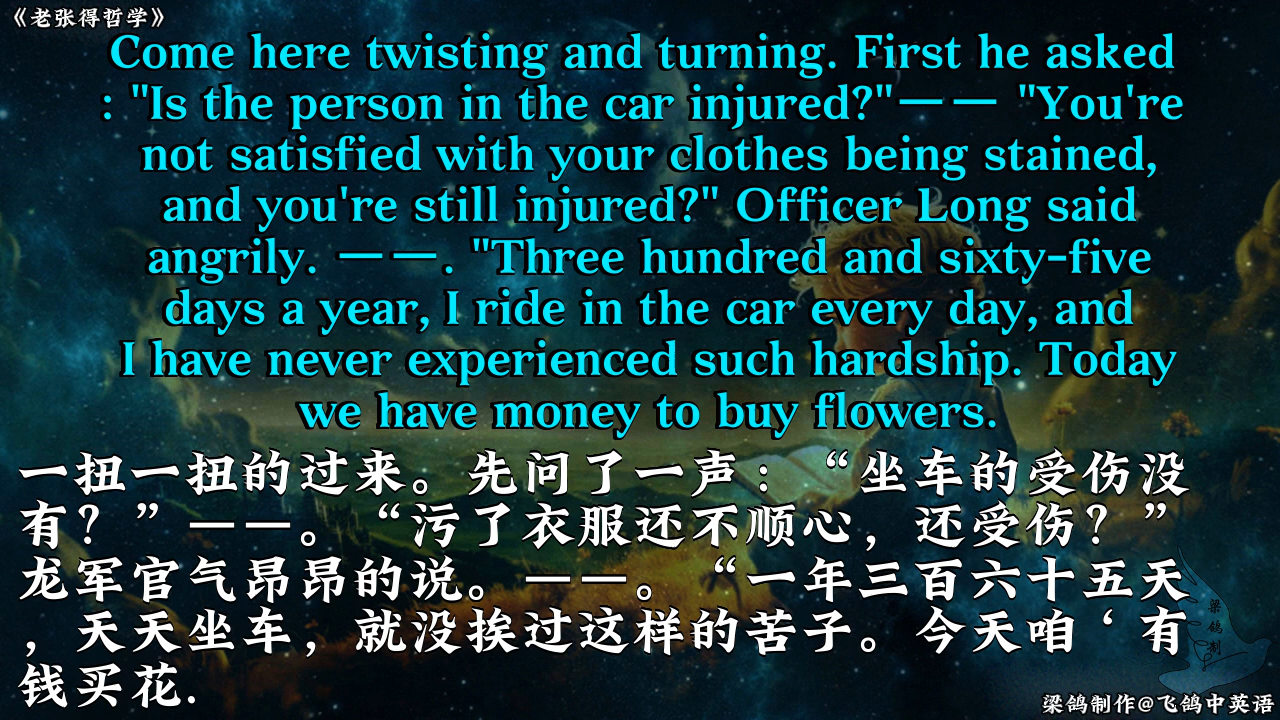 《老张得哲学》
Come here twisting and turning. First he asked
: "Is the person in the car injured?"—— "You're
not satisfied with your clothes being stained,
and you're still injured?" Officer Long said
angrily. ——. "Three hundred and sixty-five
days a year, I ride in the car every day, and
I have never experienced such hardship. Today
we have money to buy flowers.
一扭一扭的过来。先问了一声：“坐车的受伤没
有？”——。“污了衣服还不顺心，还受伤？”
龙军官气昂昂的说。——。“一年三百六十五天
，天天坐车，就没挨过这样的苦子。今天咱‘有
钱买花.
梁鸽制
梁鸽制作@飞鸽中英语